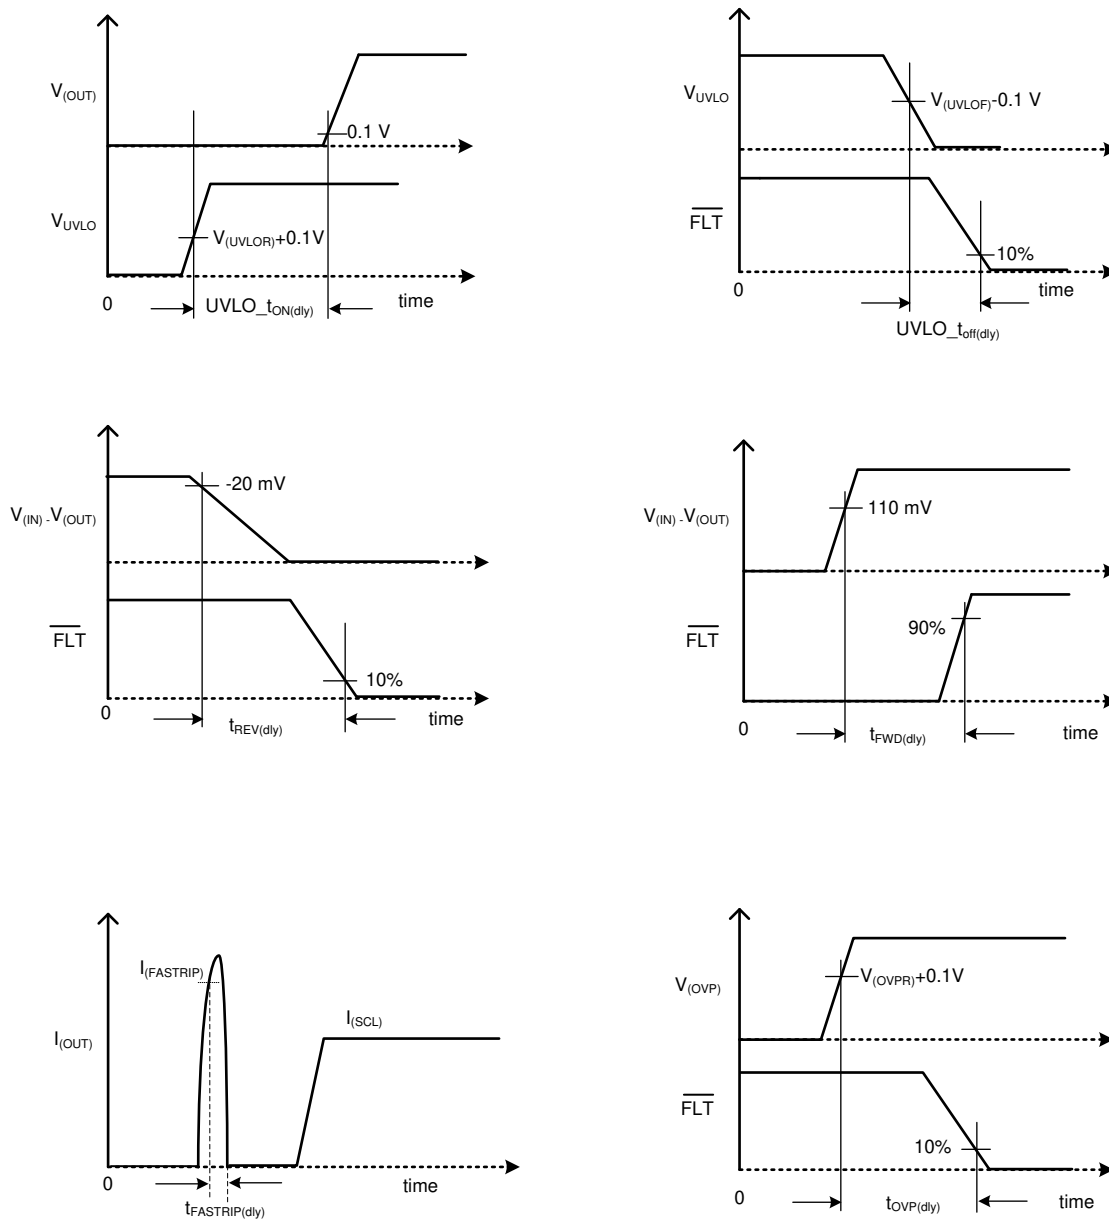 V(OUT)
0.1 V
VUVLO
V(UVLOR)+0.1V
0
UVLO_tON(dly)
time
VUVLO
V(UVLOF)-0.1 V
FLT
10%
0
time
UVLO_toff(dly)
V(IN) -V(OUT)
-20 mV
FLT
10%
0
tREV(dly)
time
V(IN) -V(OUT)
110 mV
90%
FLT
0
tFWD(dly)
time
I(FASTRIP)
I(SCL)
I(OUT)
0
time
tFASTRIP(dly)
V(OVP)
V(OVPR)+0.1V
FLT
10%
0
tOVP(dly)
time